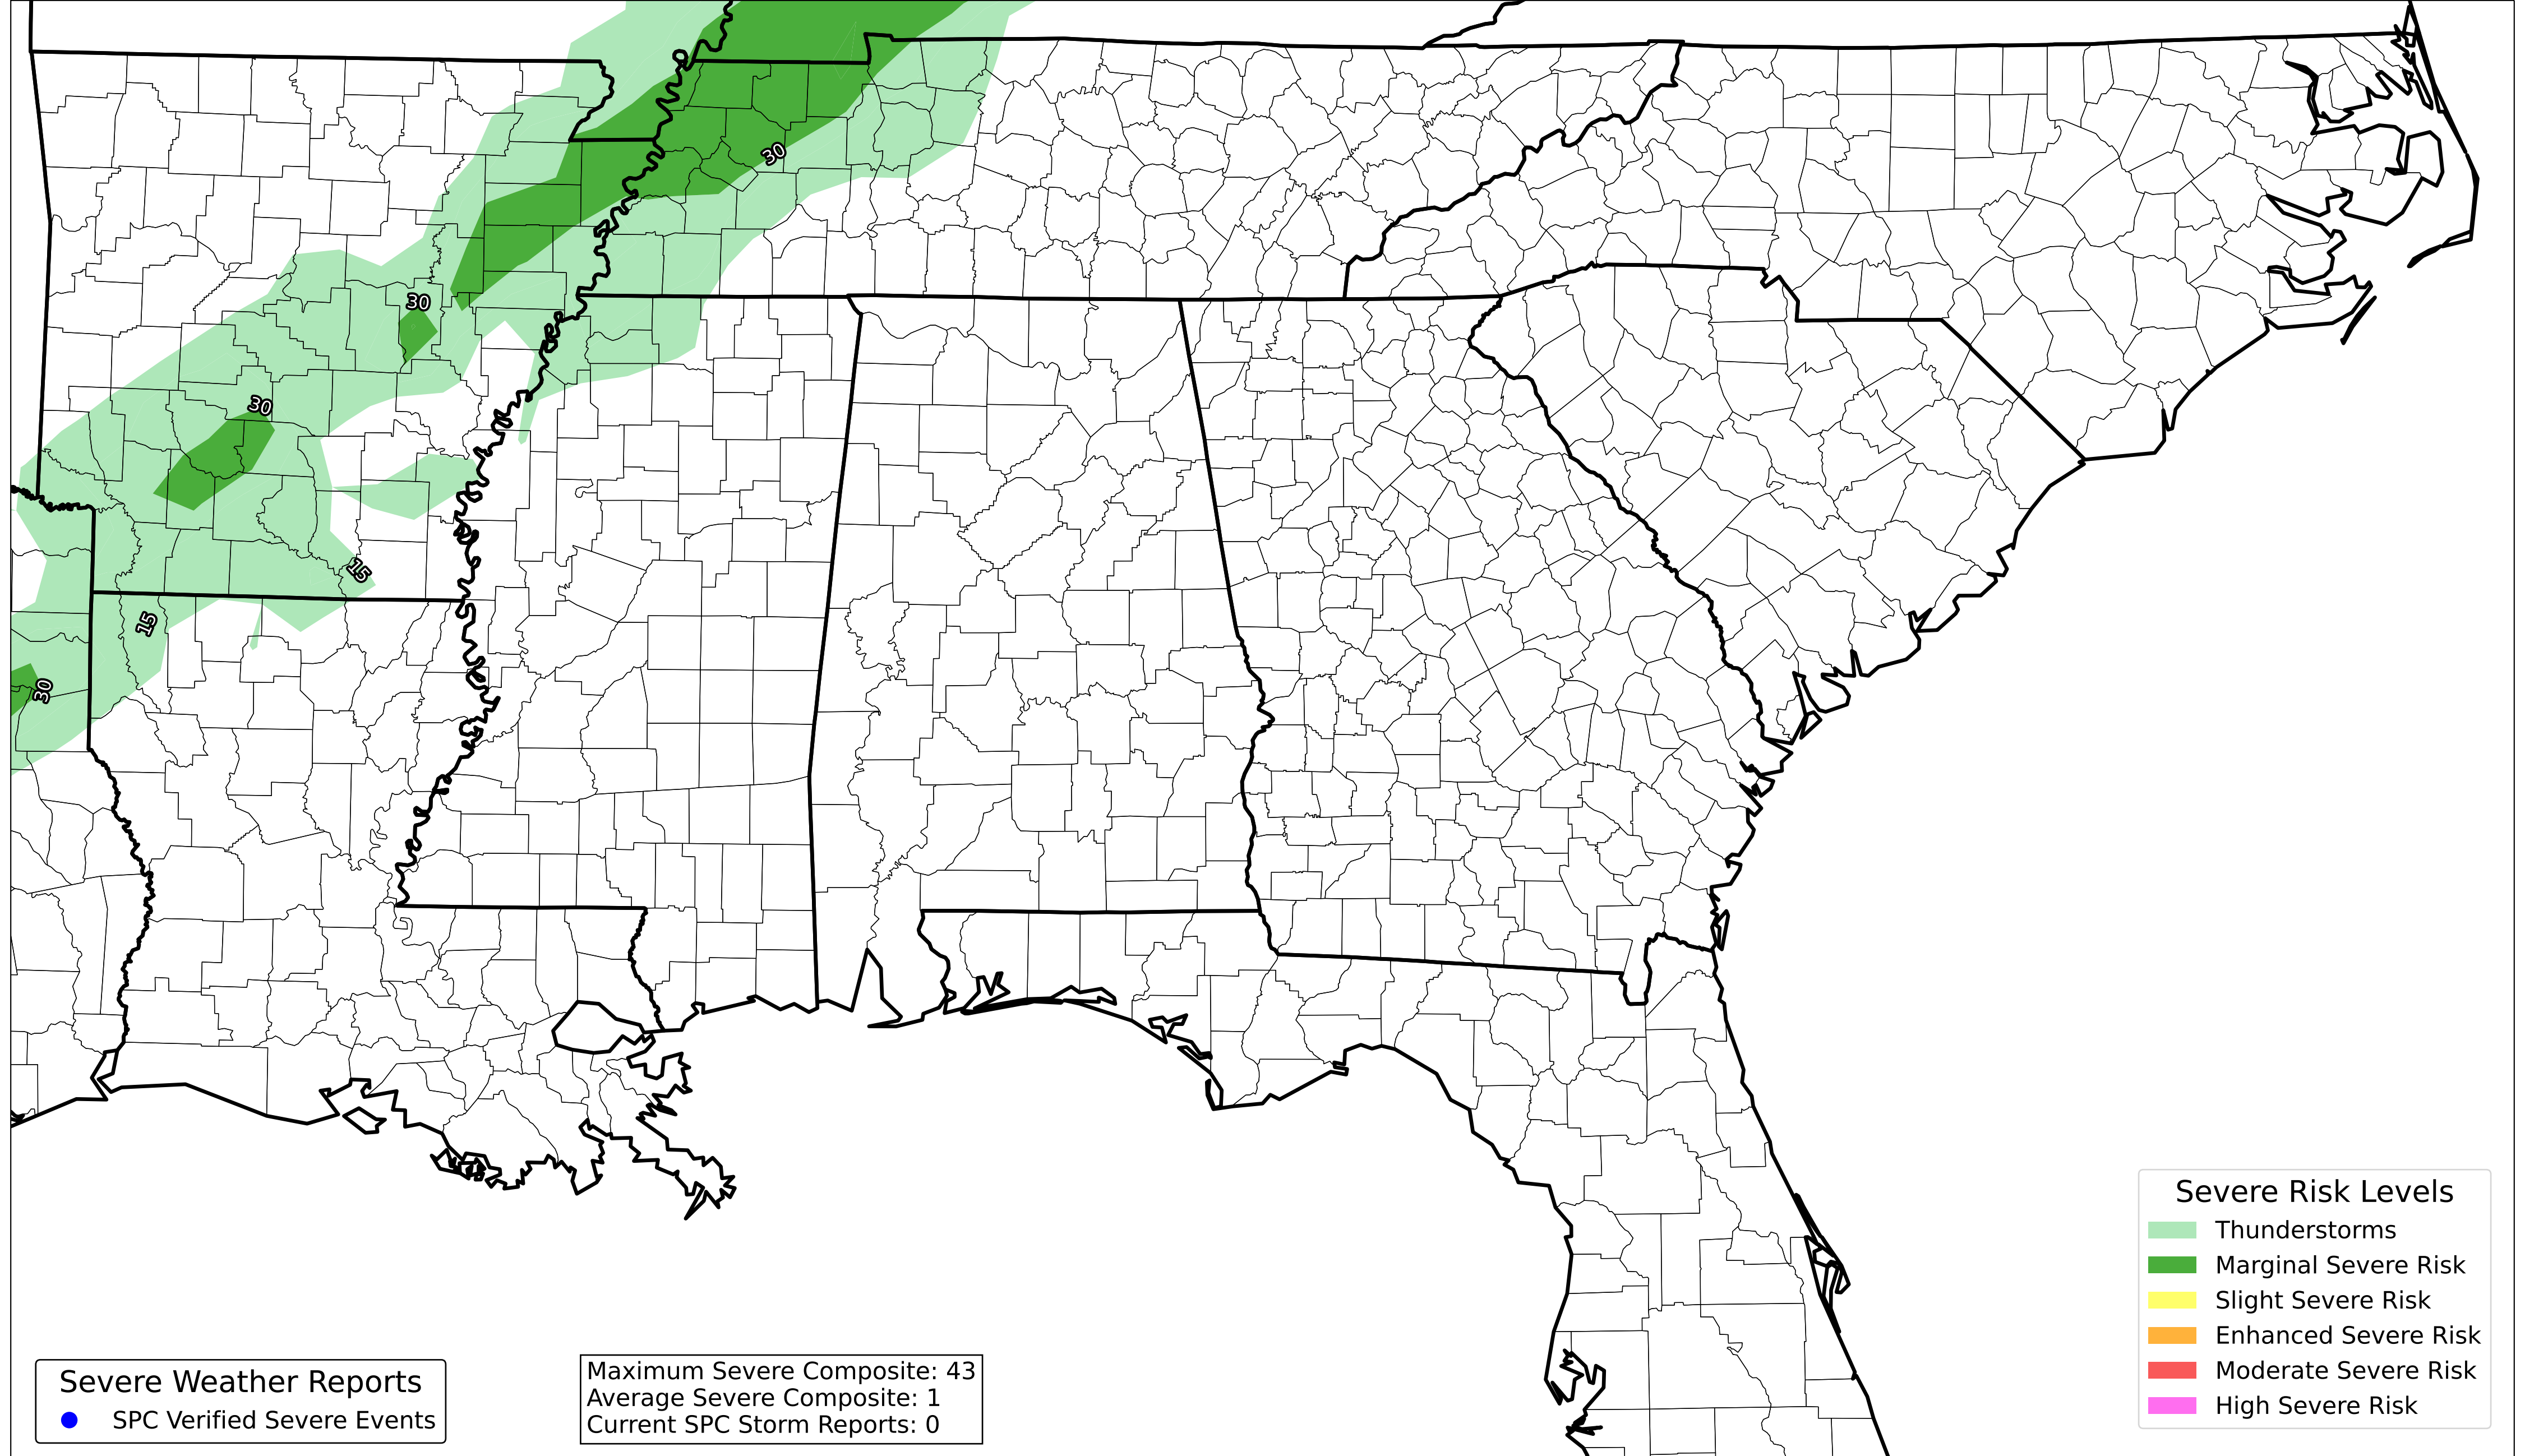 30
30
30
15
15
30
Severe Risk Levels
Thunderstorms
Marginal Severe Risk
Slight Severe Risk
Enhanced Severe Risk
Moderate Severe Risk
High Severe Risk
Severe Weather Reports
SPC Verified Severe Events
Maximum Severe Composite: 43
Average Severe Composite: 1
Current SPC Storm Reports: 0